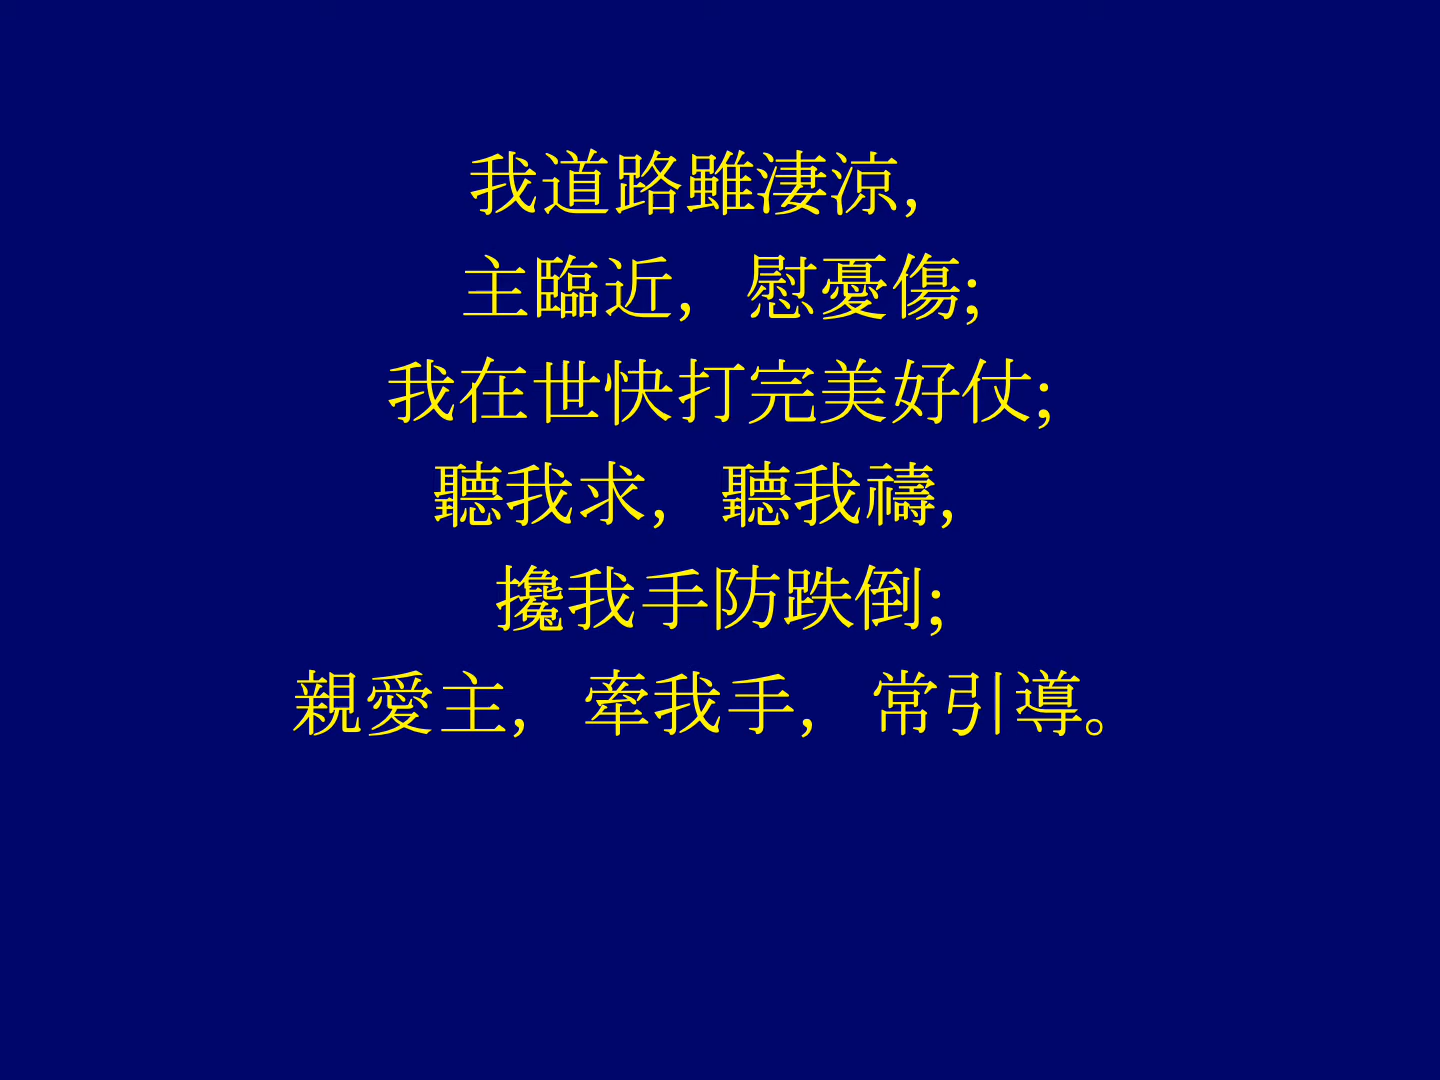 我道路雖淒涼，
主臨近，慰憂傷；
我在世快打完美好仗；
聽我求，聽我禱，
攙我手防跌倒；
親愛主，牽我手，常引導。